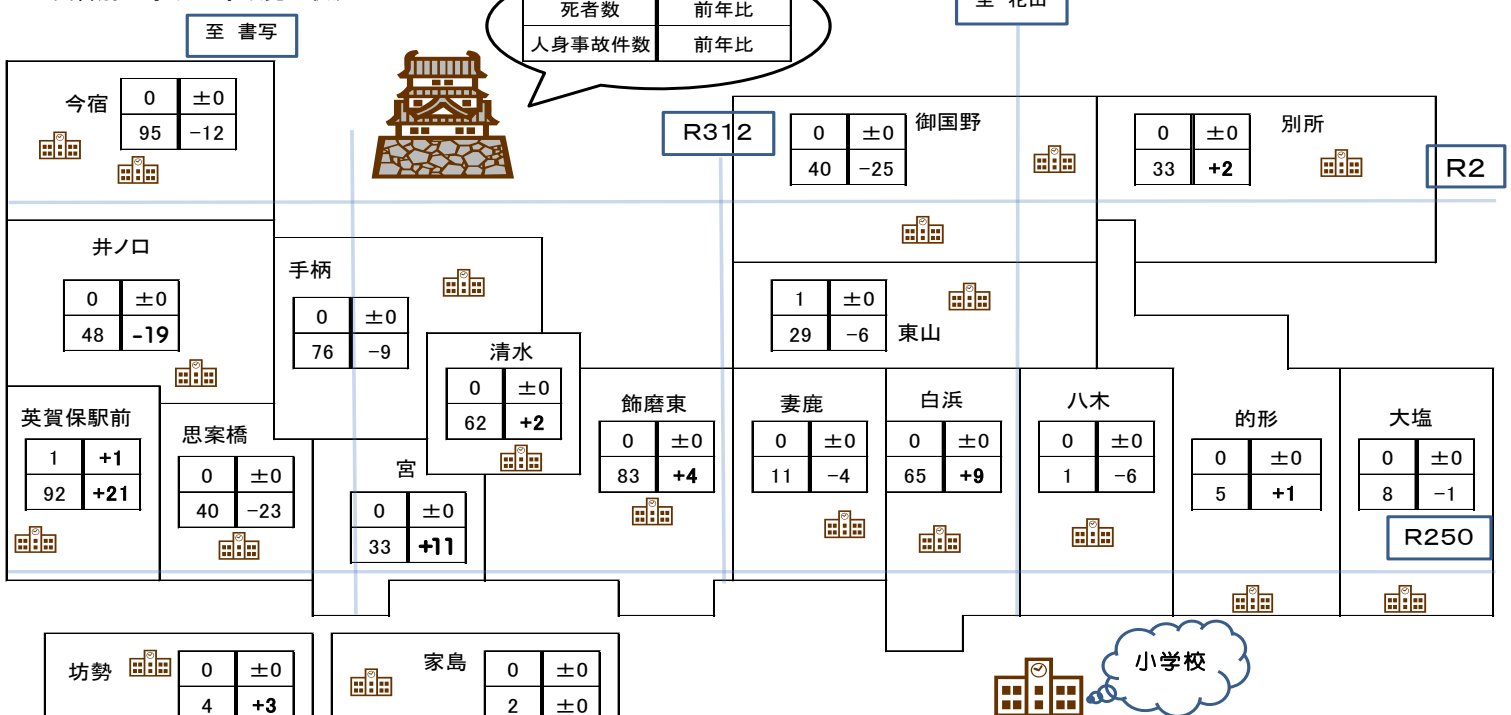 至 書写
死者数 前年比
人身事故件数 前年比
今宿
0 ±0
95 -12
R312
0 ±0
40 -25
御国野
0 ±0
33 +2
別所
R2
井ノ口
0 ±0
48 -19
手柄
0 ±0
76 -9
1 ±0
29 -6
東山
清水
0 ±0
62 +2
英賀保駅前
1 +1
92 +21
思案橋
0 ±0
40 -23
宮
0 ±0
33 +11
飾磨東
0 ±0
83 +4
妻鹿
0 ±0
11 -4
白浜
0 ±0
65 +9
八木
0 ±0
1 -6
的形
0 ±0
5 +1
大塩
0 ±0
8 -1
R250
坊勢
0 ±0
4 +3
家島
0 ±0
2 ±0
小学校